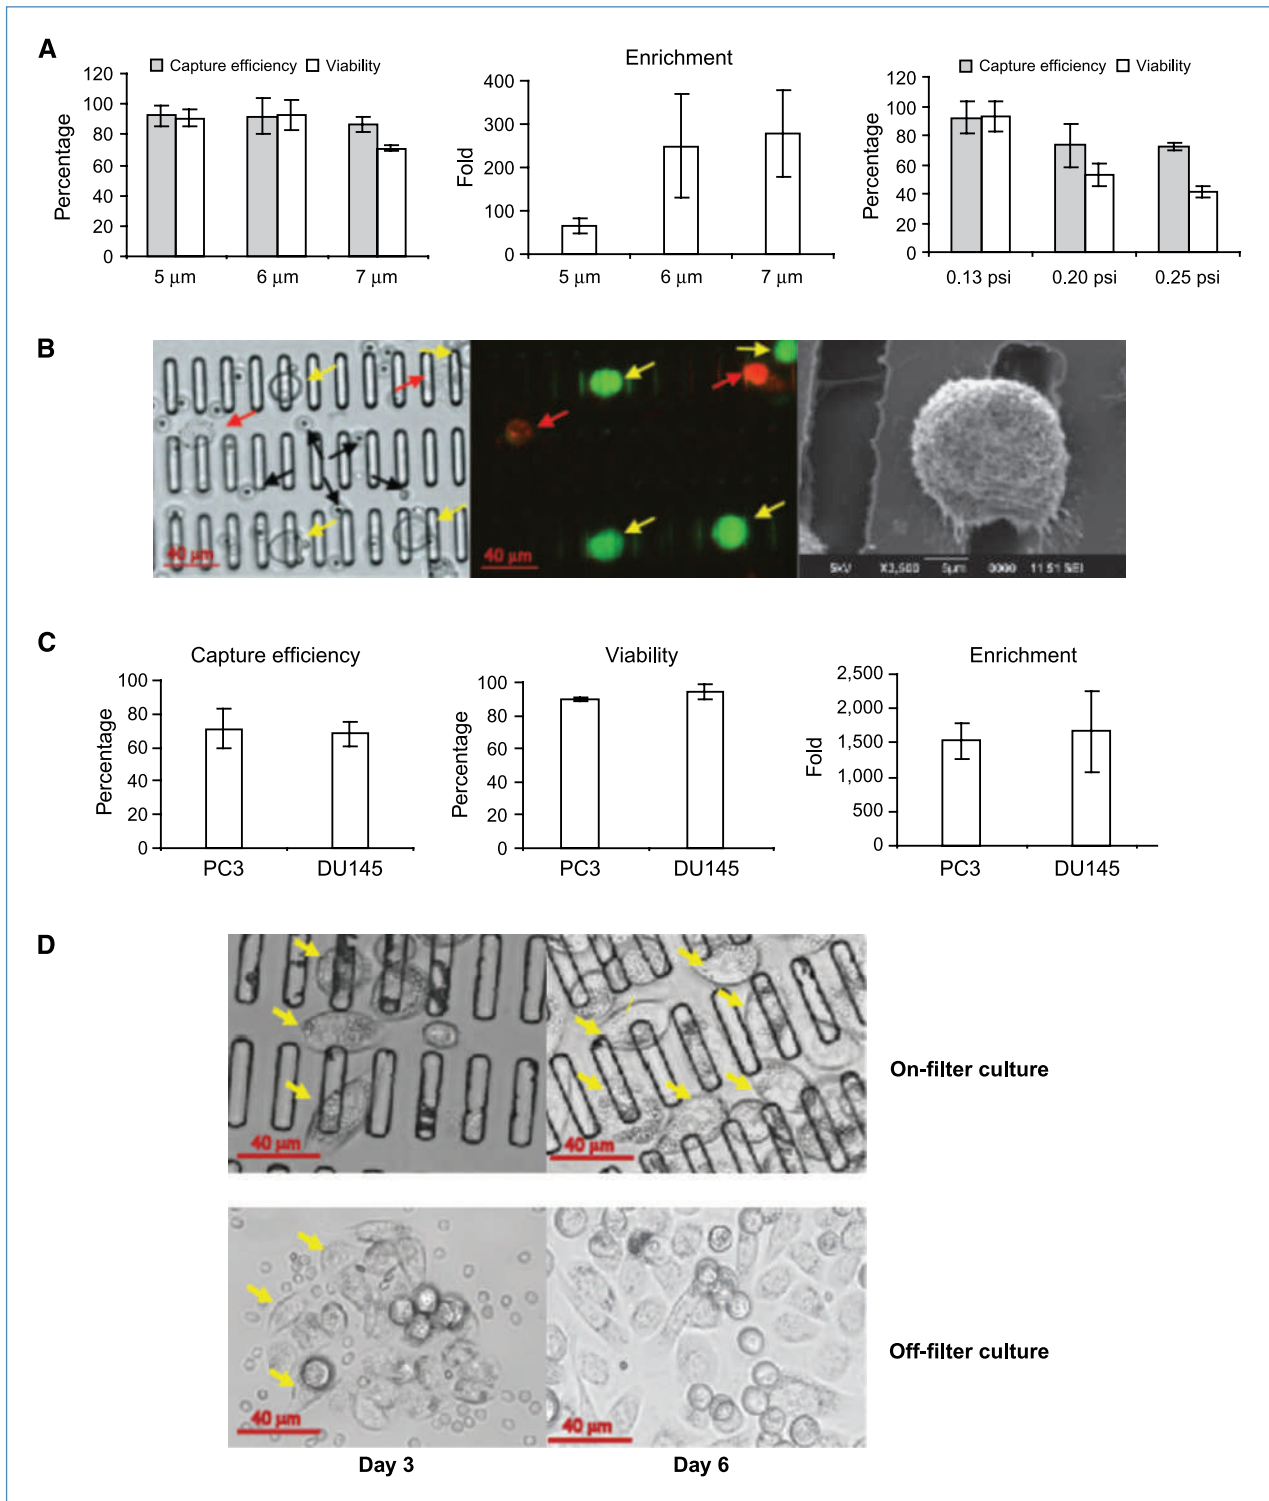 A
Capture efficiency Viability
120
100
80
60
40
20
0
Percentage
5 μm 6 μm 7 μm
Enrichment
400
300
200
100
0
Fold
5 μm 6 μm 7 μm
Capture efficiency Viability
120
100
80
60
40
20
0
Percentage
0.13 psi 0.20 psi 0.25 psi
B
40 μm
40 μm
5kV X3,500 5μm 0000 11 51 SEI
C
Capture efficiency
100
80
60
40
20
0
Percentage
PC3 DU145
Viability
100
80
60
40
20
0
Percentage
PC3 DU145
Enrichment
2,500
2,000
1,500
1,000
500
0
Fold
PC3 DU145
D
40 μm
40 μm
On-filter culture
40 μm
40 μm
Off-filter culture
Day 3 Day 6